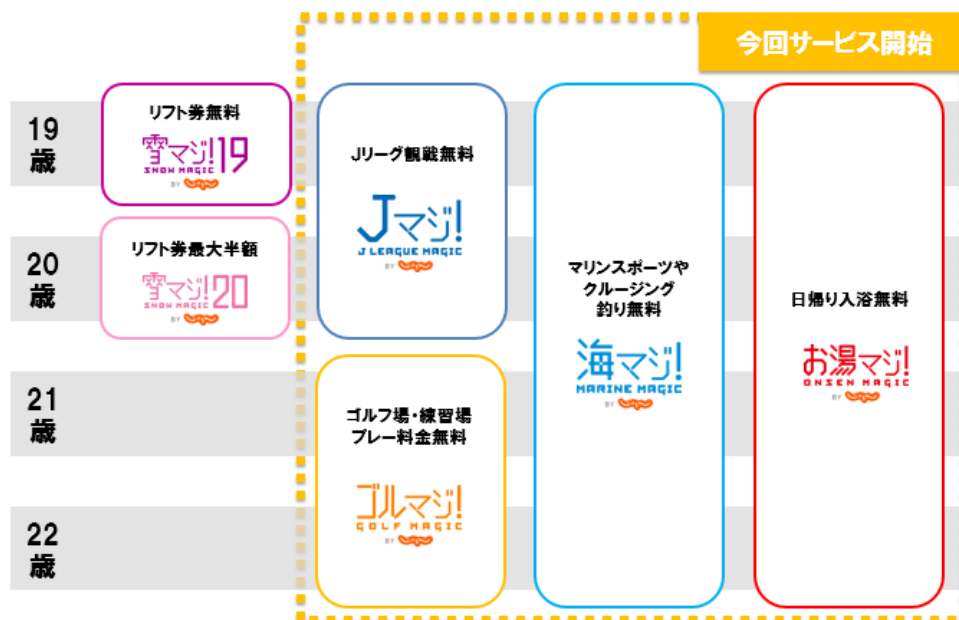 今回サービス開始
19
歳
リフト券無料
雪マジ!19
SNOW MAGIC
BY
Jリーグ観戦無料
Jマジ!
J LEAGUE MAGIC
BY
マリンスポーツや
クルージング
釣り無料
海マジ!
MARINE MAGIC
BY
日帰り入浴無料
お湯マジ!
ONSEN MAGIC
BY
20
歳
リフト券最大半額
雪マジ!20
SNOW MAGIC
BY
21
歳
ゴルフ場・練習場
プレー料金無料
ゴルマジ!
GOLF MAGIC
BY
22
歳